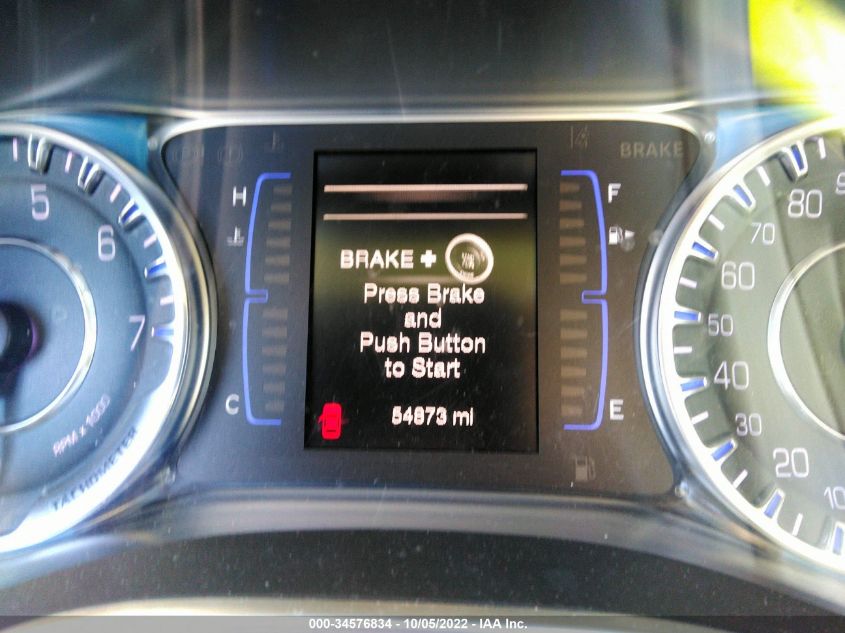 5
6
7
RPM x 1000
TACHOMETER
H
C
BRAKE +
Press Brake
and
Push Button
to Start
54873 mi
F
E
BRAKE
90
80
70
60
50
40
30
20
10
000-34576834 - 10/05/2022 - IAA Inc.